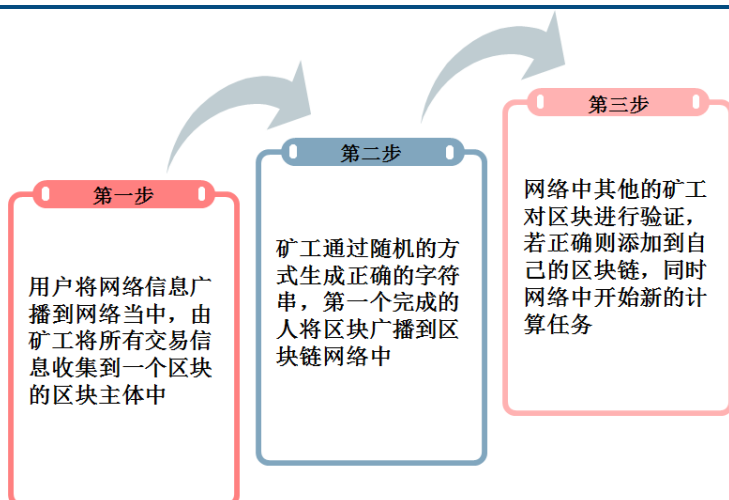 第一步
用户将网络信息广
播到网络当中，由
矿工将所有交易信
息收集到一个区块
的区块主体中
第二步
矿工通过随机的方
式生成正确的字符
串，第一个完成的
人将区块广播到区
块链网络中
第三步
网络中其他的矿工
对区块进行验证，
若正确则添加到自
己的区块链，同时
网络中开始新的计
算任务